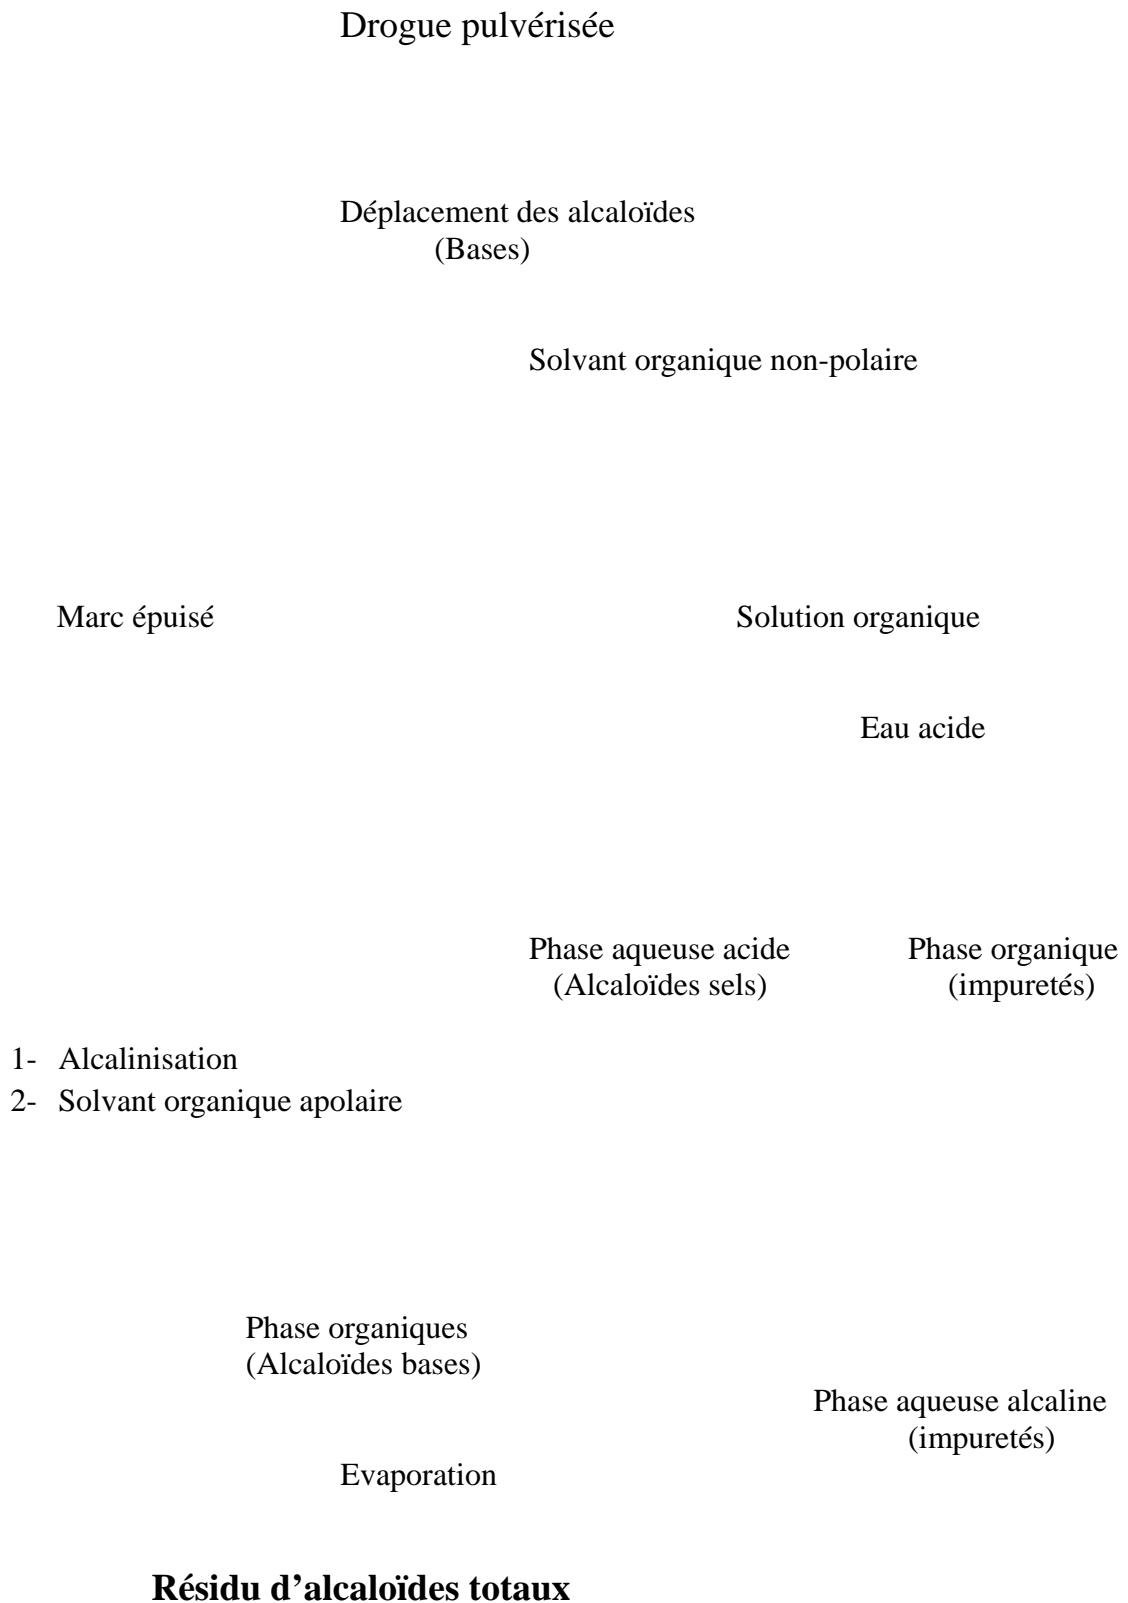 Drogue pulvérisée
Déplacement des alcaloïdes
(Bases)
Solvant organique non-polaire
Marc épuisé
Solution organique
Eau acide
Phase aqueuse acide
(Alcaloïdes sels)
Phase organique
(impuretés)
1- Alcalinisation
2- Solvant organique apolaire
Phase organiques
(Alcaloïdes bases)
Phase aqueuse alcaline
(impuretés)
Evaporation
Résidu d’alcaloïdes totaux